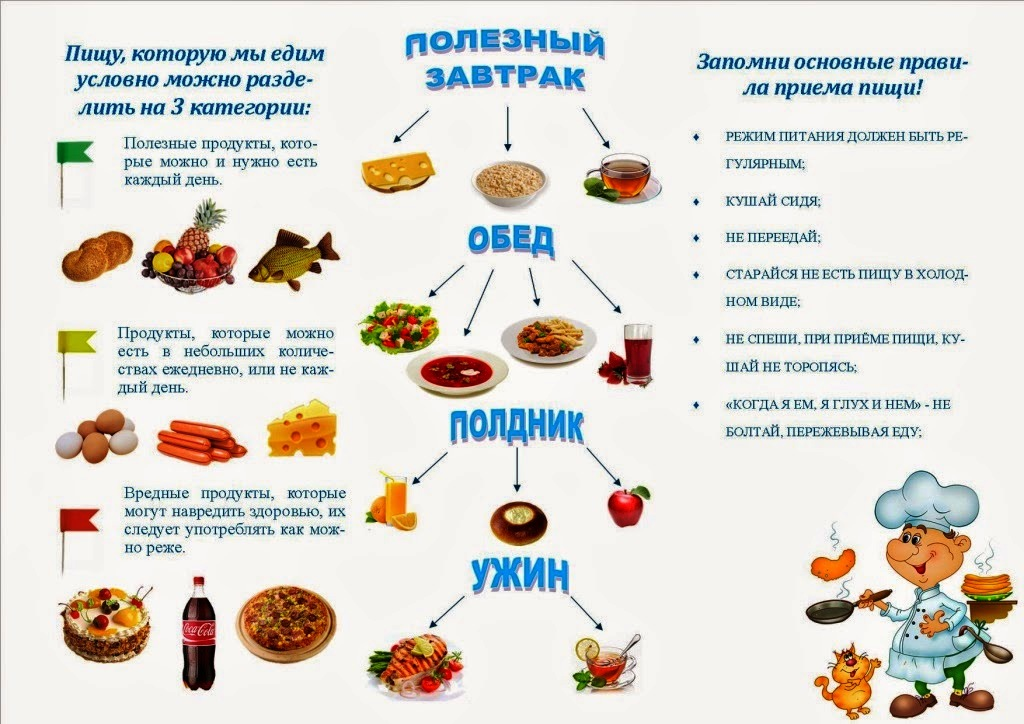 Пищу, которую мы едим
условно можно разде-
лить на 3 категории:
Полезные продукты, кото-
рые можно и нужно есть
каждый день.
Продукты, которые можно
есть в небольших количе-
ствах ежедневно, или не каж-
дый день.
Вредные продукты, которые
могут навредить здоровью, их
следует употреблять как мож-
но реже.
Coca-Cola
ПОЛЕЗНЫЙ
ЗАВТРАК
ОБЕД
ПОЛДНИК
УЖИН
Запомни основные прави-
ла приема пищи!
♦ РЕЖИМ ПИТАНИЯ ДОЛЖЕН БЫТЬ РЕ-
ГУЛЯРНЫМ;
♦ КУШАЙ СИДЯ;
♦ НЕ ПЕРЕЕДАЙ;
♦ СТАРАЙСЯ НЕ ЕСТЬ ПИЩУ В ХОЛОД-
НОМ ВИДЕ;
♦ НЕ СПЕШИ, ПРИ ПРИЁМЕ ПИЩИ, КУ-
ШАЙ НЕ ТОРОПЯСЬ;
♦ «КОГДА Я ЕМ, Я ГЛУХ И НЕМ» - НЕ
БОЛТАЙ, ПЕРЕЖЕВЫВАЯ ЕДУ;